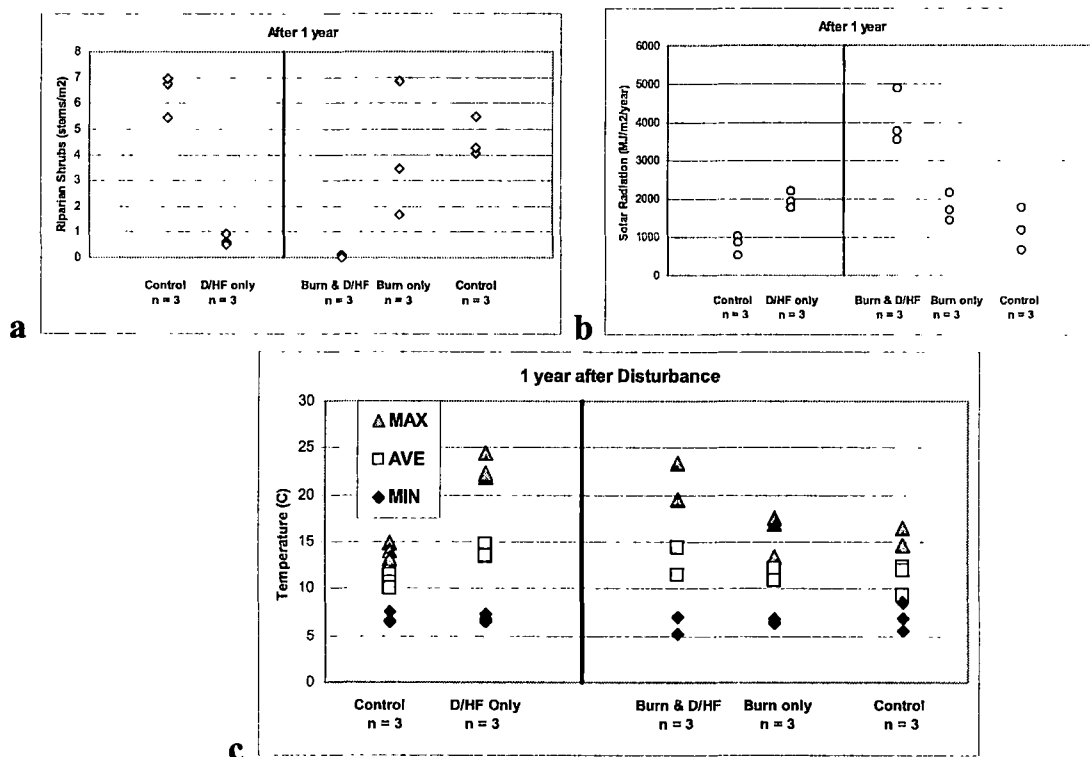 After 1 year
Riparian Shrubs (stems/m2)
8
7
6
5
4
3
2
1
0
Control
n = 3
D/HF only
n = 3
Burn & D/HF
n = 3
Burn only
n = 3
Control
n = 3
a
After 1 year
Solar Radiation (MJ/m2/year)
6000
5000
4000
3000
2000
1000
0
Control
n = 3
D/HF only
n = 3
Burn & D/HF
n = 3
Burn only
n = 3
Control
n = 3
b
1 year after Disturbance
Temperature (C)
30
25
20
15
10
5
0
MAX
AVE
MIN
Control
n = 3
D/HF Only
n = 3
Burn & D/HF
n = 3
Burn only
n = 3
Control
n = 3
c